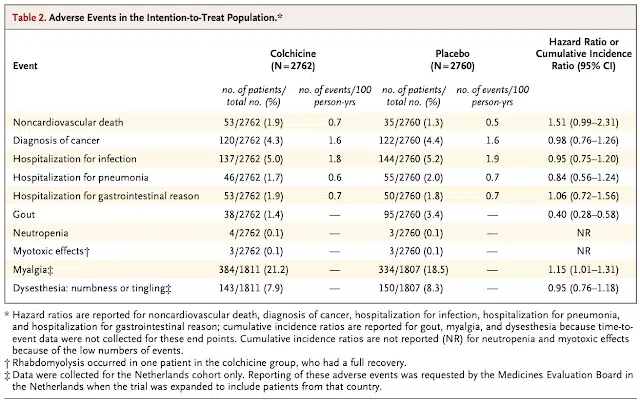 Table 2. Adverse Events in the Intention-to-Treat Population.*
Event Colchicine (N=2762) Placebo (N=2760) Hazard Ratio or Cumulative Incidence Ratio (95% CI)
no. of patients/total no. (%) no. of events/100 person-yrs no. of patients/total no. (%) no. of events/100 person-yrs
Noncardiovascular death 53/2762 (1.9) 0.7 35/2760 (1.3) 0.5 1.51 (0.99–2.31)
Diagnosis of cancer 120/2762 (4.3) 1.6 122/2760 (4.4) 1.6 0.98 (0.76–1.26)
Hospitalization for infection 137/2762 (5.0) 1.8 144/2760 (5.2) 1.9 0.95 (0.75–1.20)
Hospitalization for pneumonia 46/2762 (1.7) 0.6 55/2760 (2.0) 0.7 0.84 (0.56–1.24)
Hospitalization for gastrointestinal reason 53/2762 (1.9) 0.7 50/2760 (1.8) 0.7 1.06 (0.72–1.56)
Gout 38/2762 (1.4) — 95/2760 (3.4) — 0.40 (0.28–0.58)
Neutropenia 4/2762 (0.1) — 3/2760 (0.1) — NR
Myotoxic effects† 3/2762 (0.1) — 3/2760 (0.1) — NR
Myalgia‡ 384/1811 (21.2) — 334/1807 (18.5) — 1.15 (1.01–1.31)
Dysesthesia: numbness or tingling‡ 143/1811 (7.9) — 150/1807 (8.3) — 0.95 (0.76–1.18)
* Hazard ratios are reported for noncardiovascular death, diagnosis of cancer, hospitalization for infection, hospitalization for pneumonia,
and hospitalization for gastrointestinal reason; cumulative incidence ratios are reported for gout, myalgia, and dysesthesia because time-to-
event data were not collected for these end points. Cumulative incidence ratios are not reported (NR) for neutropenia and myotoxic effects
because of the low numbers of events.
† Rhabdomyolysis occurred in one patient in the colchicine group, who had a full recovery.
‡ Data were collected for the Netherlands cohort only. Reporting of these adverse events was requested by the Medicines Evaluation Board in
the Netherlands when the trial was expanded to include patients from that country.